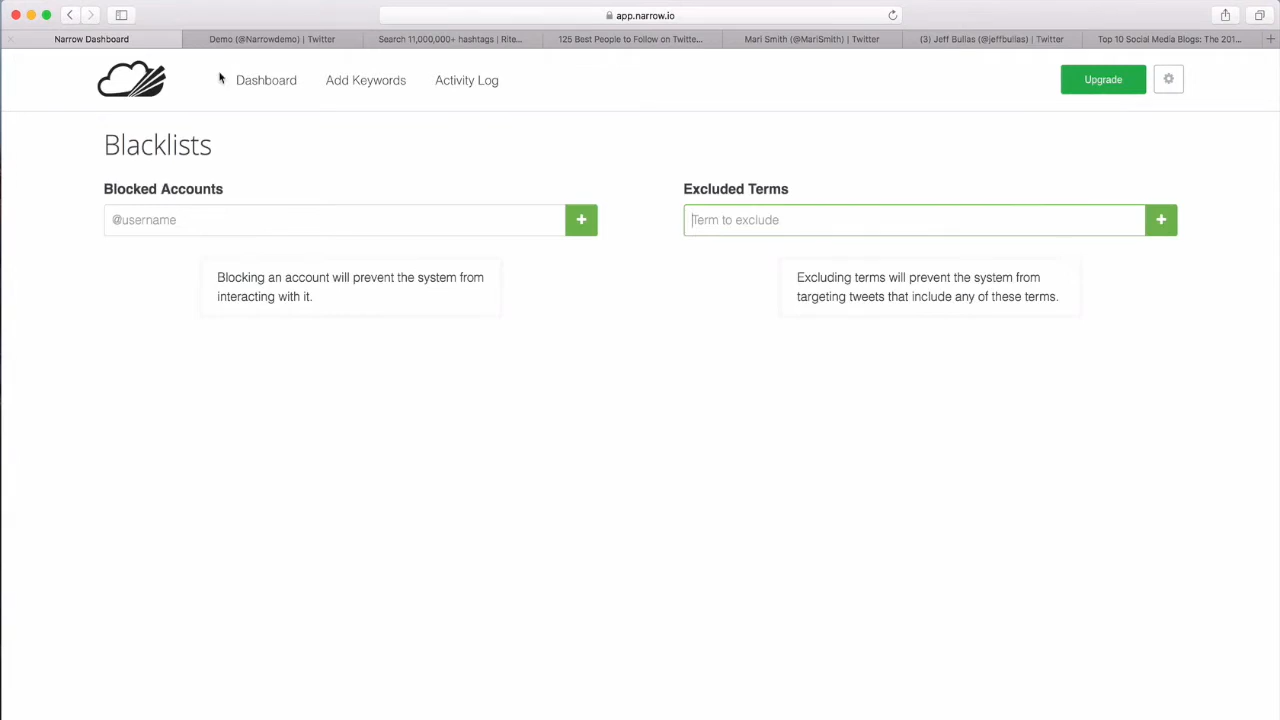 app.narrow.io
Narrow Dashboard
Demo (@Narrowdemo) | Twitter
Search 11,000,000+ hashtags | Rite...
125 Best People to Follow on Twitte...
Mari Smith (@MariSmith) | Twitter
(3) Jeff Bullas (@jeffbullas) | Twitter
Top 10 Social Media Blogs: The 201...
Dashboard
Add Keywords
Activity Log
Upgrade
Blacklists
Blocked Accounts
@username
Blocking an account will prevent the system from
interacting with it.
Excluded Terms
Term to exclude
Excluding terms will prevent the system from
targeting tweets that include any of these terms.